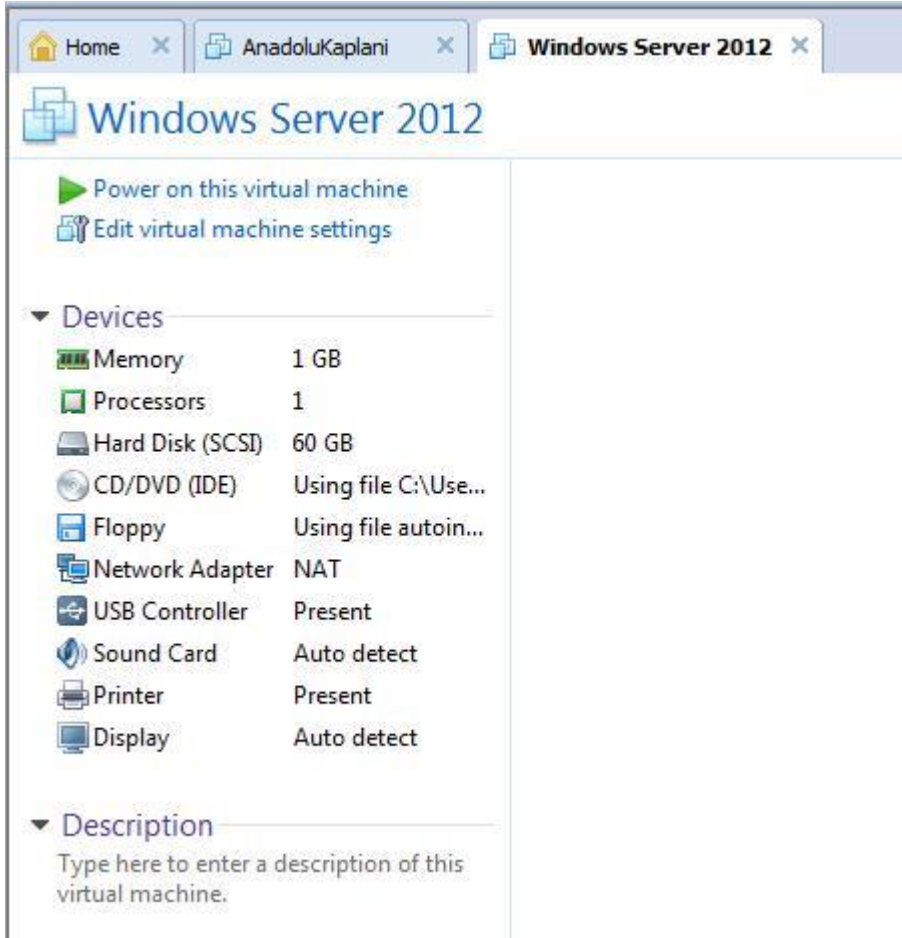 Home AnadoluKaplani Windows Server 2012
Windows Server 2012
Power on this virtual machine
Edit virtual machine settings
Devices
Memory 1 GB
Processors 1
Hard Disk (SCSI) 60 GB
CD/DVD (IDE) Using file C:\Use...
Floppy Using file autoin...
Network Adapter NAT
USB Controller Present
Sound Card Auto detect
Printer Present
Display Auto detect
Description
Type here to enter a description of this
virtual machine.